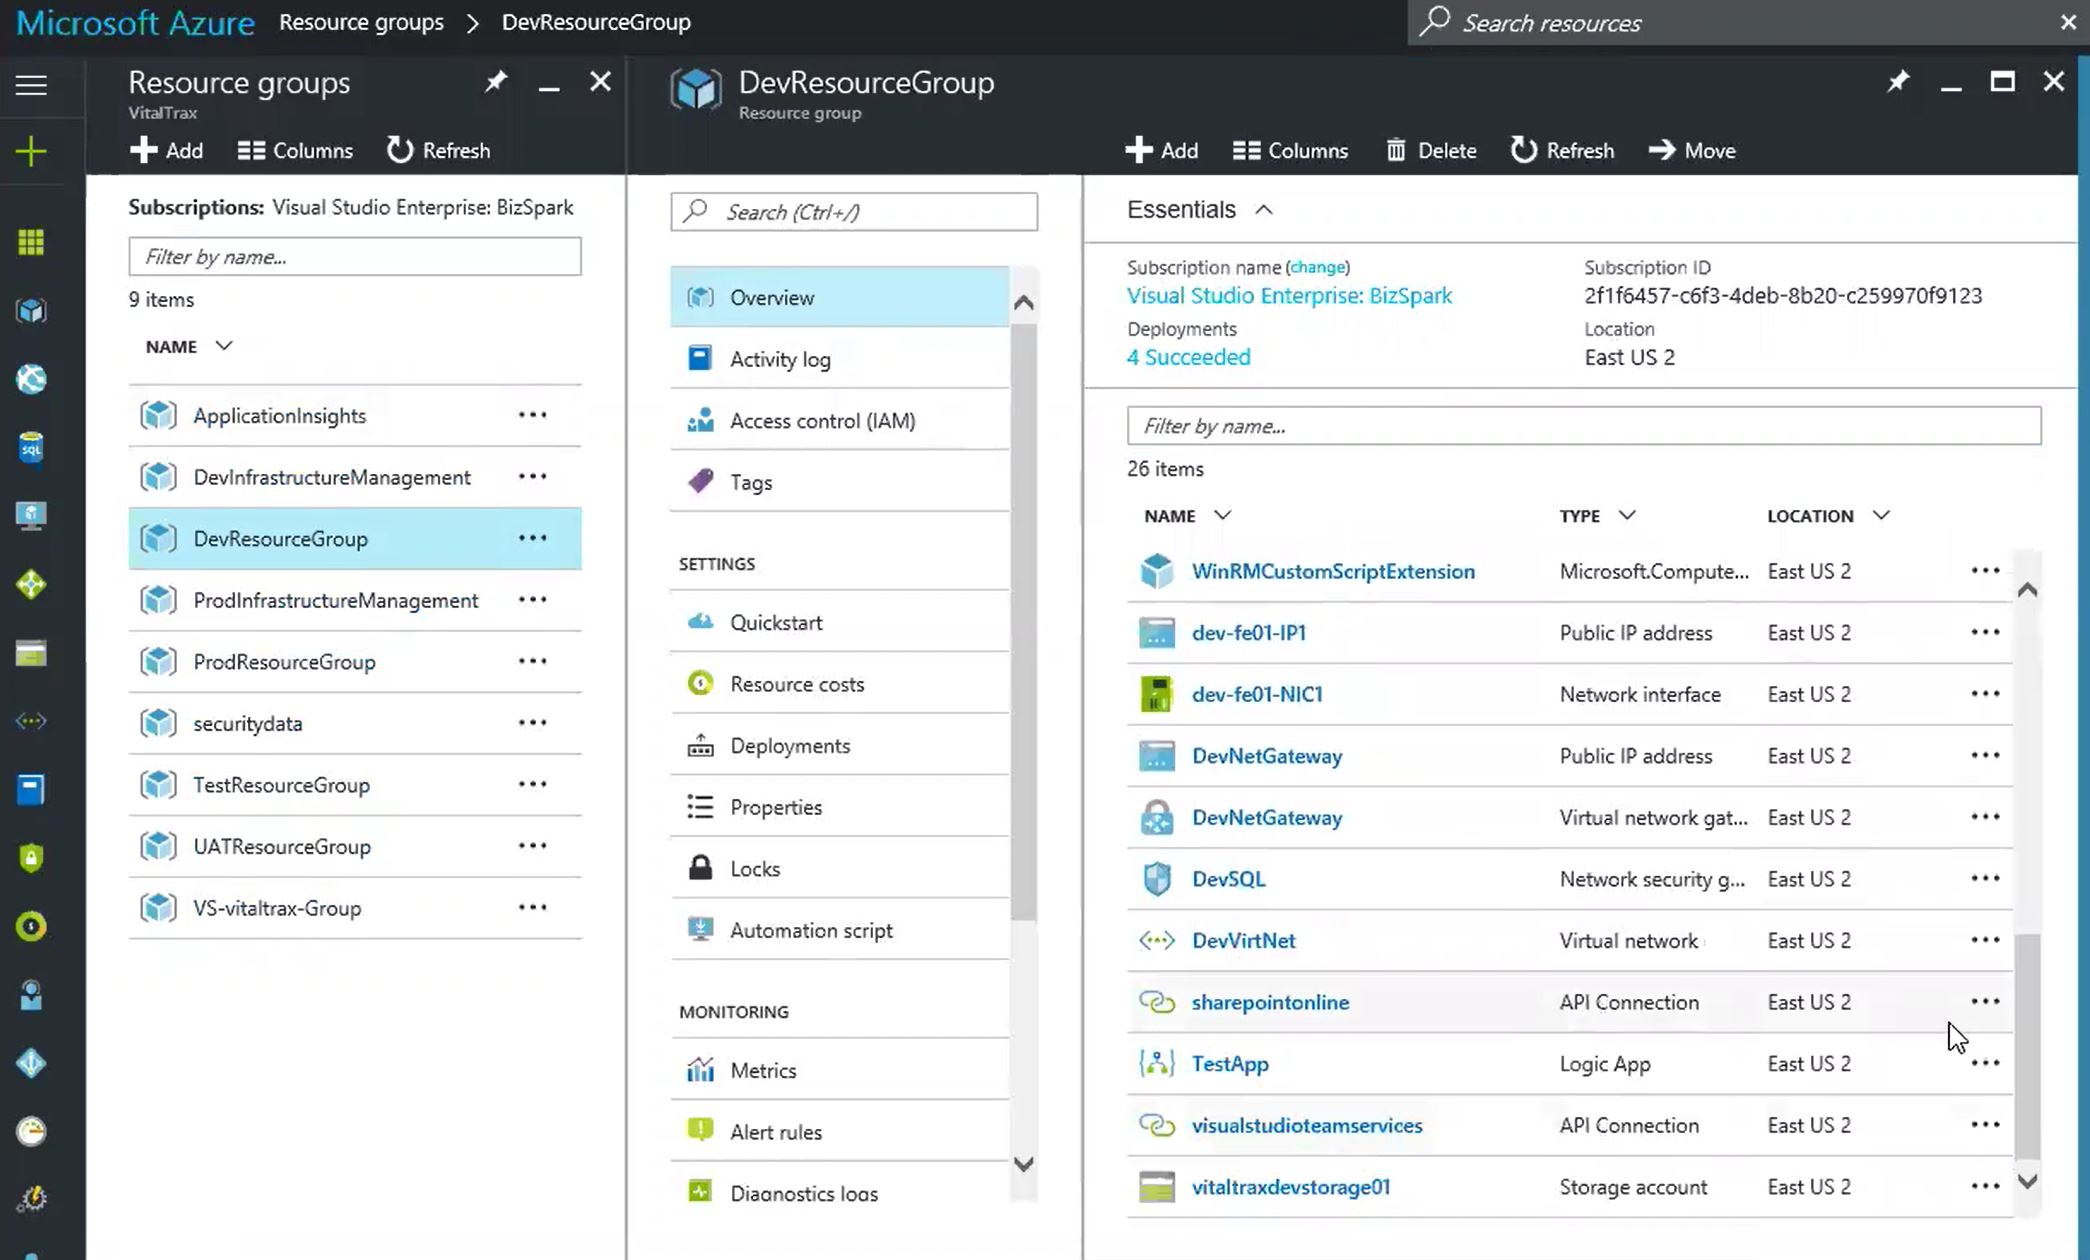 Microsoft Azure Resource groups > DevResourceGroup
Search resources
Resource groups
VitalTrax
Add Columns Refresh
Subscriptions: Visual Studio Enterprise: BizSpark
Filter by name...
9 items
NAME
ApplicationInsights
DevInfrastructureManagement
DevResourceGroup
ProdInfrastructureManagement
ProdResourceGroup
securitydata
TestResourceGroup
UATResourceGroup
VS-vitaltrax-Group
DevResourceGroup
Resource group
Add Columns Delete Refresh Move
Search (Ctrl+/)
Overview
Activity log
Access control (IAM)
Tags
SETTINGS
Quickstart
Resource costs
Deployments
Properties
Locks
Automation script
MONITORING
Metrics
Alert rules
Diagnostics logs
Essentials
Subscription name (change)
Visual Studio Enterprise: BizSpark
Deployments
4 Succeeded
Subscription ID
2f1f6457-c6f3-4deb-8b20-c259970f9123
Location
East US 2
Filter by name...
26 items
NAME TYPE LOCATION
WinRMCustomScriptExtension Microsoft.Compute... East US 2
dev-fe01-IP1 Public IP address East US 2
dev-fe01-NIC1 Network interface East US 2
DevNetGateway Public IP address East US 2
DevNetGateway Virtual network gat... East US 2
DevSQL Network security g... East US 2
DevVirtNet Virtual network East US 2
sharepointonline API Connection East US 2
TestApp Logic App East US 2
visualstudioteamservices API Connection East US 2
vitaltraxdevstorage01 Storage account East US 2
SQL